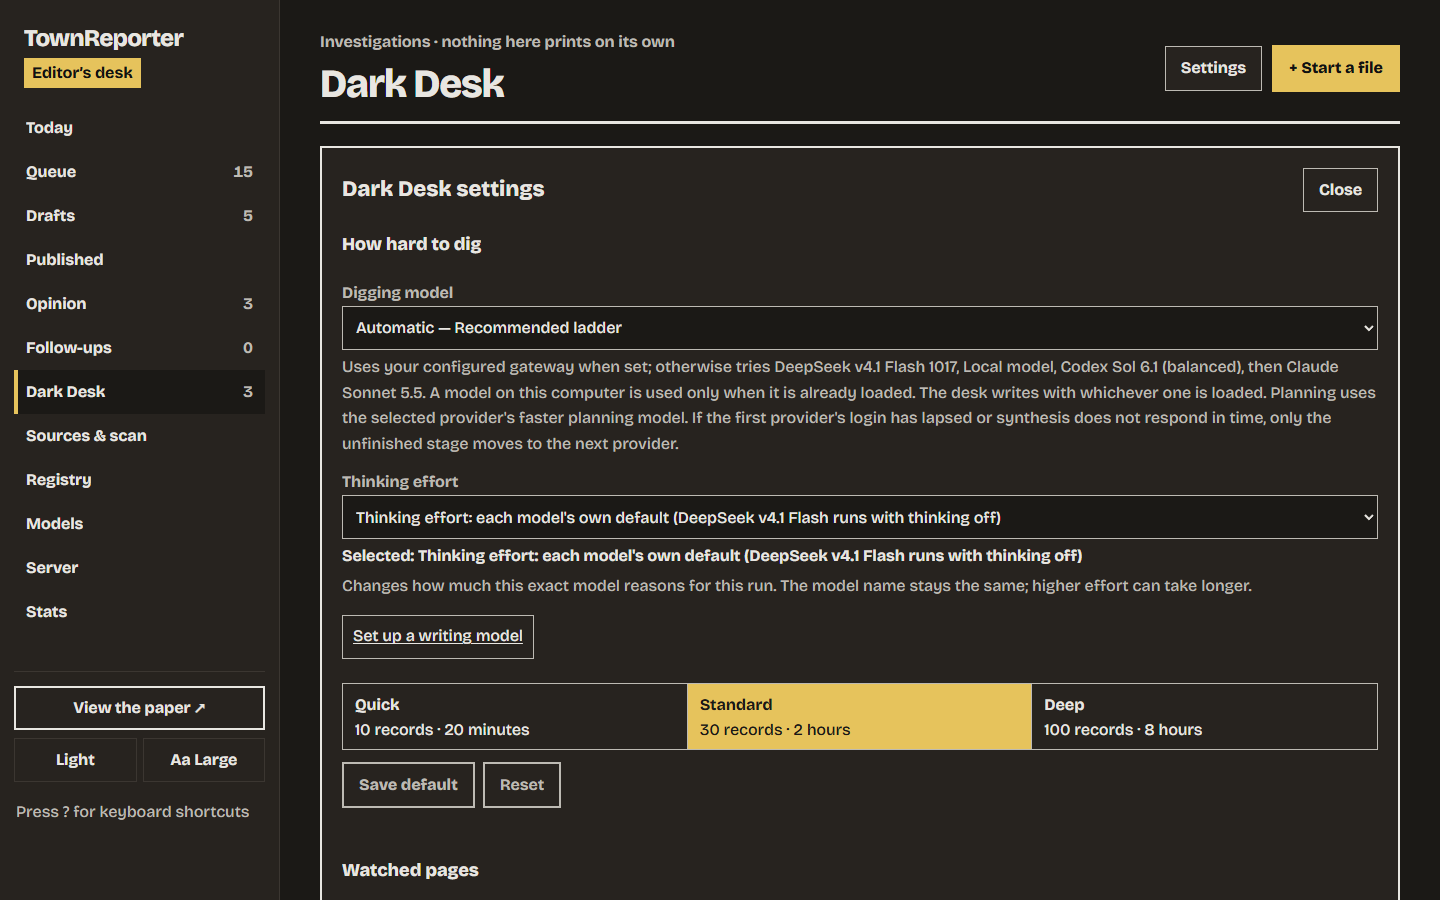 TownReporter
Editor's desk
Today
Queue 15
Drafts 5
Published
Opinion 3
Follow-ups 0
Dark Desk 3
Sources & scan
Registry
Models
Server
Stats
View the paper ↗
Light
Aa Large
Press ? for keyboard shortcuts
Investigations · nothing here prints on its own
Dark Desk
Settings
+ Start a file
Dark Desk settings
Close
How hard to dig
Digging model
Automatic — Recommended ladder
Uses your configured gateway when set; otherwise tries DeepSeek v4.1 Flash 1017, Local model, Codex Sol 6.1 (balanced), then Claude
Sonnet 5.5. A model on this computer is used only when it is already loaded. The desk writes with whichever one is loaded. Planning uses
the selected provider's faster planning model. If the first provider's login has lapsed or synthesis does not respond in time, only the
unfinished stage moves to the next provider.
Thinking effort
Thinking effort: each model's own default (DeepSeek v4.1 Flash runs with thinking off)
Selected: Thinking effort: each model's own default (DeepSeek v4.1 Flash runs with thinking off)
Changes how much this exact model reasons for this run. The model name stays the same; higher effort can take longer.
Set up a writing model
Quick
10 records · 20 minutes
Standard
30 records · 2 hours
Deep
100 records · 8 hours
Save default
Reset
Watched pages